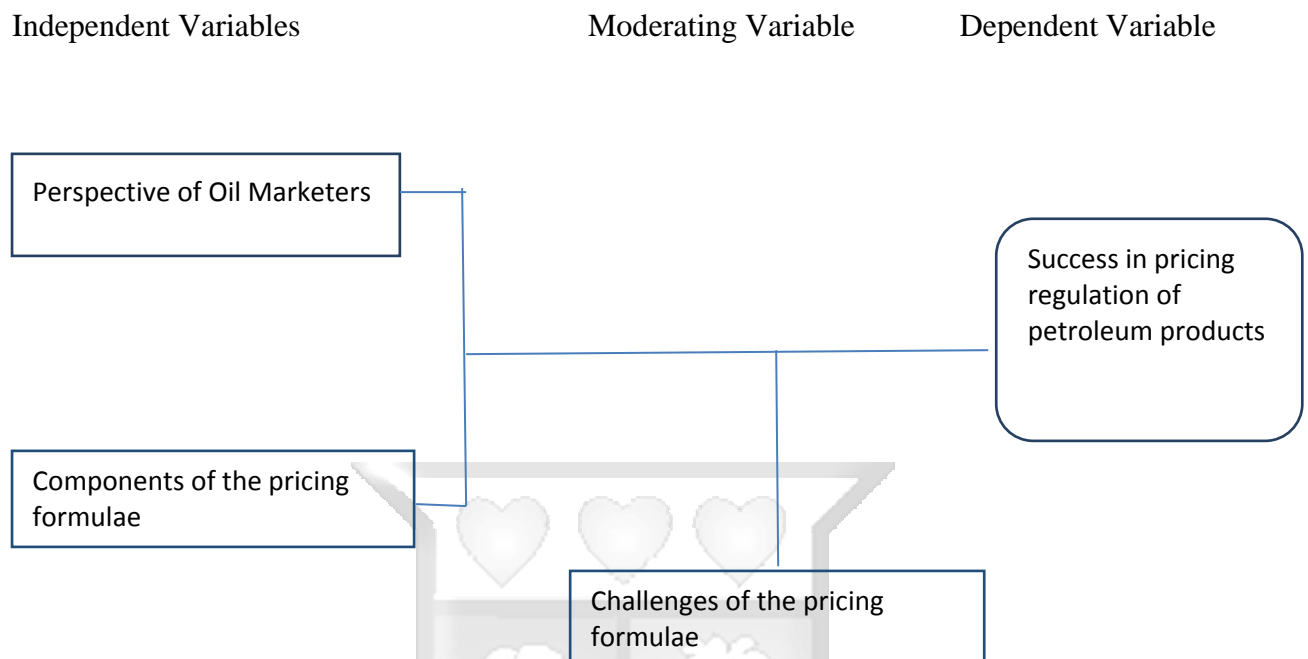 Independent Variables Moderating Variable Dependent Variable
Perspective of Oil Marketers
Success in pricing
regulation of
petroleum products
Components of the pricing
formulae
Challenges of the pricing
formulae